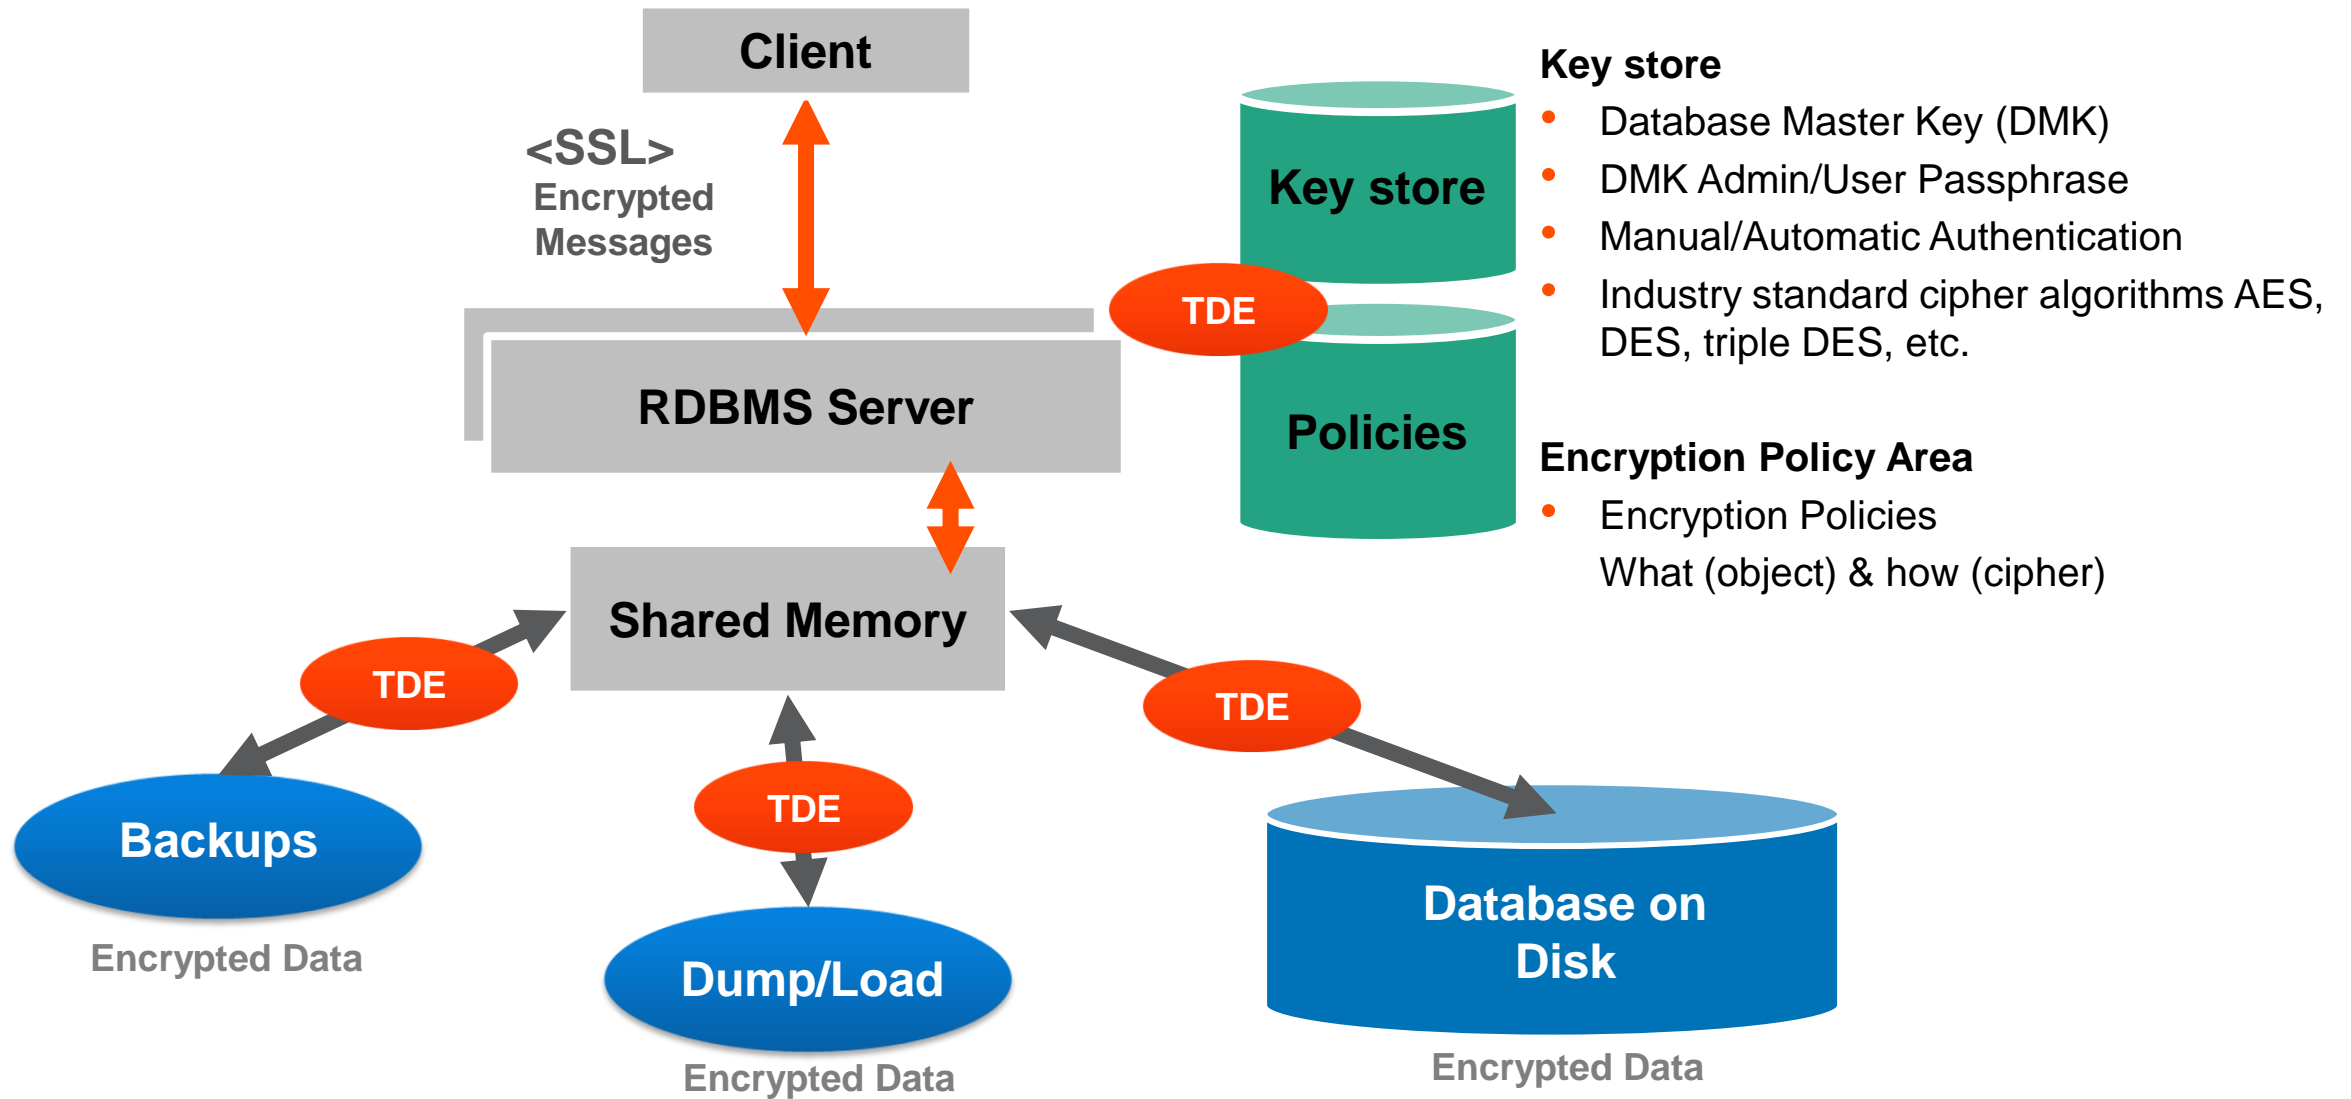 Client
<SSL>
Encrypted
Messages
RDBMS Server
Shared Memory
TDE
Backups
Encrypted Data
TDE
Dump/Load
Encrypted Data
TDE
Database on
Disk
Encrypted Data
Key store
TDE
Policies
Key store
• Database Master Key (DMK)
• DMK Admin/User Passphrase
• Manual/Automatic Authentication
• Industry standard cipher algorithms AES,
DES, triple DES, etc.
Encryption Policy Area
• Encryption Policies
What (object) & how (cipher)